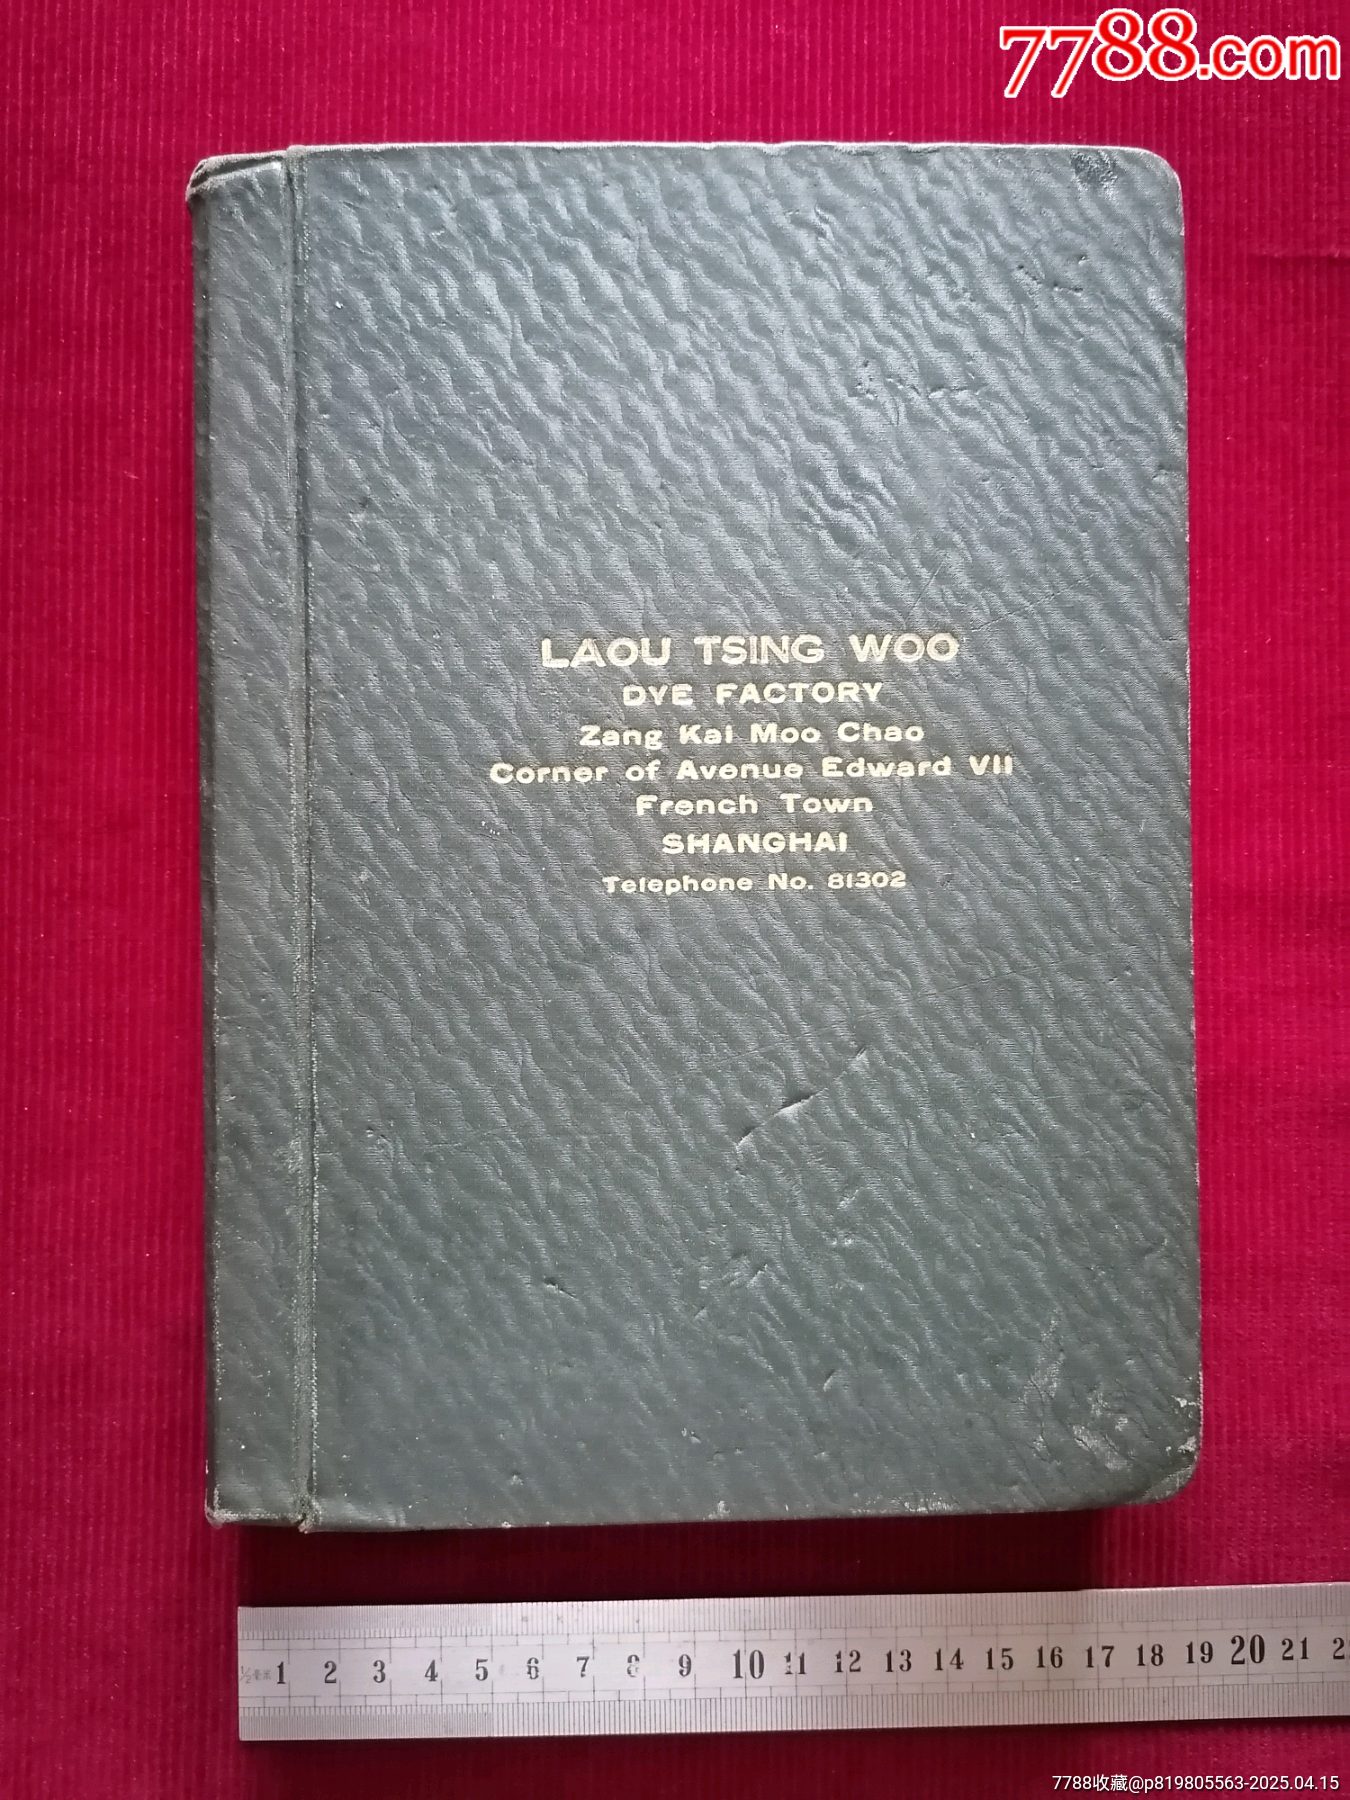 7788.com
LAOU TSING WOO
DYE FACTORY
Zang Kai Moo Chao
Corner of Avenue Edward VII
French Town
SHANGHAI
Telephone No. 81302
1 2 3 4 5 6 7 8 9 10 11 12 13 14 15 16 17 18 19 20 21
7788收藏@p819805563-2025.04.15